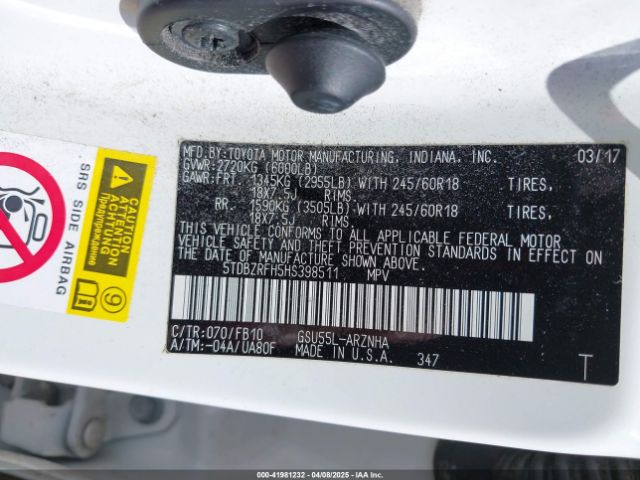 MFD. BY: TOYOTA MOTOR MANUFACTURING, INDIANA, INC. 03/17
GVWR:2720KG (6000LB)
GAWR:FRT. 1345KG (2955LB) WITH 245/60R18 TIRES,
18X7.5J RIMS
RR. 1590KG (3505LB) WITH 245/60R18 TIRES,
18X7.5J RIMS
THIS VEHICLE CONFORMS TO ALL APPLICABLE FEDERAL MOTOR
VEHICLE SAFETY AND THEFT PREVENTION STANDARDS IN EFFECT ON
THE DATE OF MANUFACTURE SHOWN ABOVE.
5TDBZRFH5HS398511 MPV
C/TR:070/FB10 GSU55L-ARZNHA
A/TM:-04A/UA80F MADE IN U.S.A. 347 T
SIDE AIRBAG
ATTENTION
ACHTUNG
Предупреждение
9
000-41981232 - 04/08/2025 - IAAI.CA